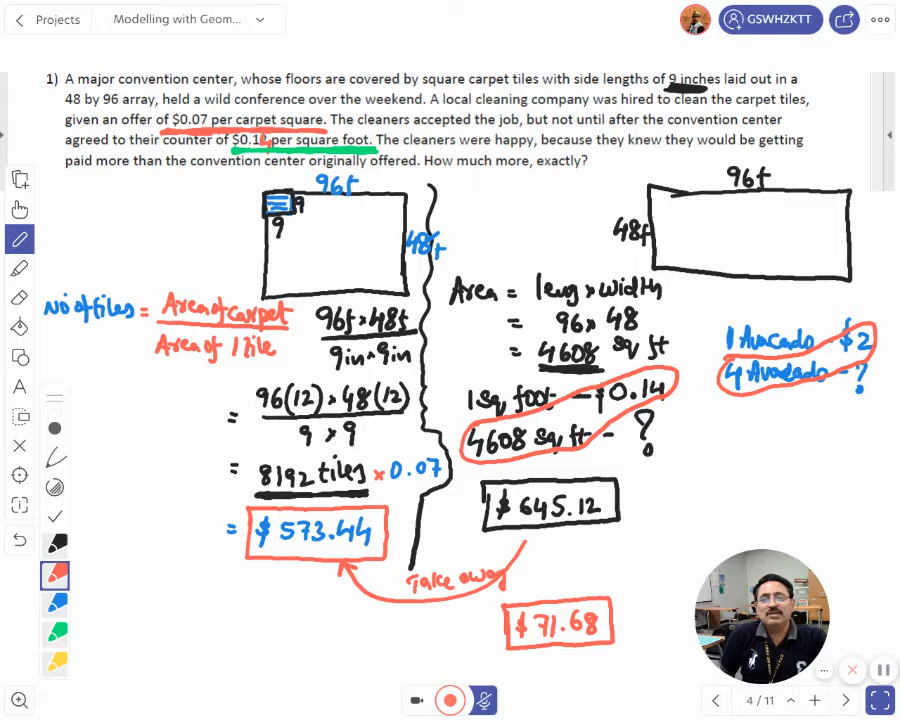 Projects
Modelling with Geom...
GSWHZKTT
1) A major convention center, whose floors are covered by square carpet tiles with side lengths of 9 inches laid out in a
48 by 96 array, held a wild conference over the weekend. A local cleaning company was hired to clean the carpet tiles,
given an offer of $0.07 per carpet square. The cleaners accepted the job, but not until after the convention center
agreed to their counter of $0.14 per square foot. The cleaners were happy, because they knew they would be getting
paid more than the convention center originally offered. How much more, exactly?
96f
9
9
48f
No of tiles = Area of carpet
Area of 1 tile
96f × 48f
9in × 9in
= 96(12) × 48(12)
9 × 9
= 8192 tiles × 0.07
= $ 573.44
96f
48f
Area = leng × width
= 96 × 48
= 4608 sq ft
1 sq foot – $0.14
4608 sq ft – ?
$ 645.12
Take away
$ 71.68
1 Avacado $2
4 Avocado – ?
A
4 / 11